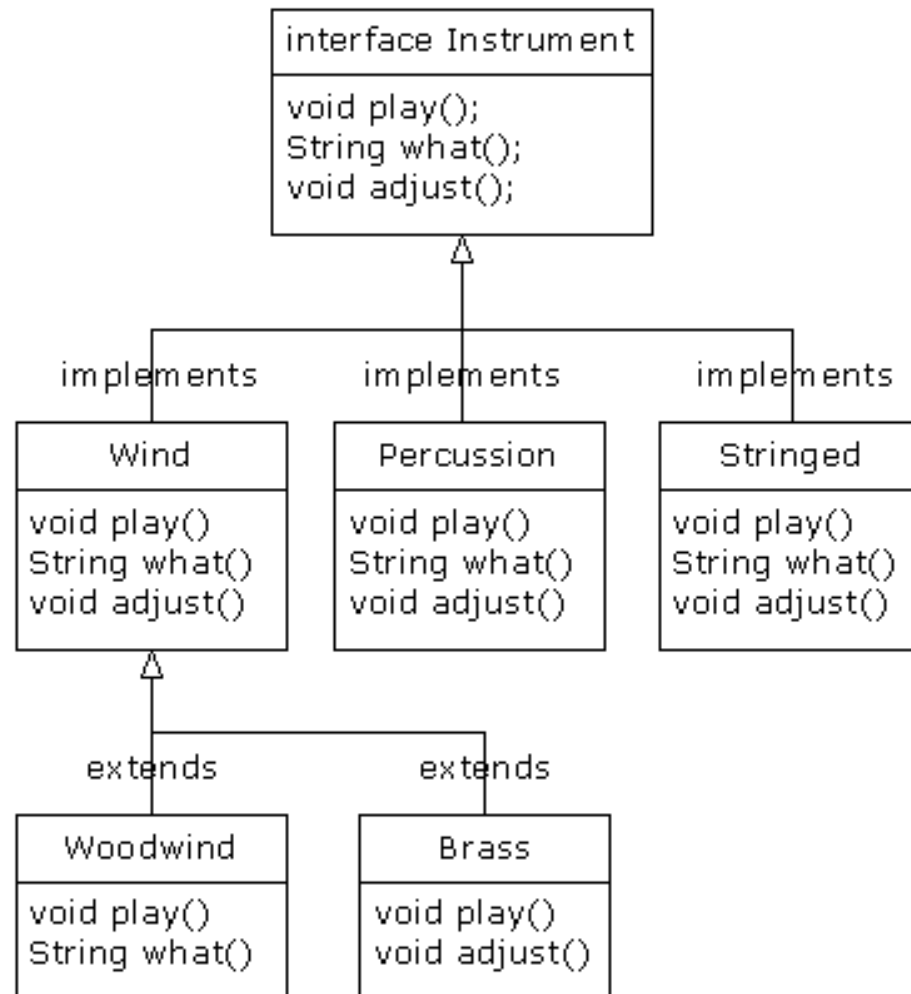 interface Instrument
void play();
String what();
void adjust();
implements
implements
implements
Wind
void play()
String what()
void adjust()
Percussion
void play()
String what()
void adjust()
Stringed
void play()
String what()
void adjust()
extends
extends
Woodwind
void play()
String what()
Brass
void play()
void adjust()